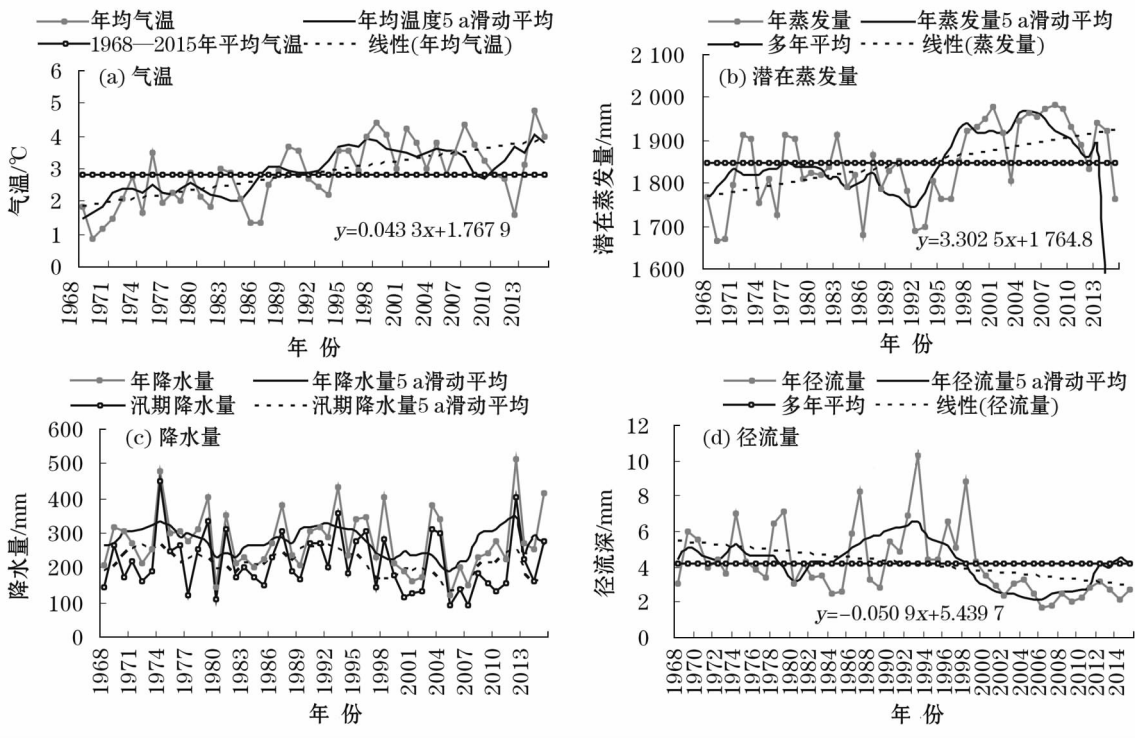 年均气温 年均温度5 a滑动平均
1968—2015年平均气温 线性(年均气温)
(a) 气温
6
5
4
3
2
1
0
气温/℃
y=0.043 3x+1.767 9
1968 1971 1974 1977 1980 1983 1986 1989 1992 1995 1998 2001 2004 2007 2010 2013
年 份
年蒸发量 年蒸发量5 a滑动平均
多年平均 线性(蒸发量)
(b) 潜在蒸发量
2 100
2 000
1 900
1 800
1 700
1 600
潜在蒸发量/mm
y=3.302 5x+1 764.8
1968 1971 1974 1977 1980 1983 1986 1989 1992 1995 1998 2001 2004 2007 2010 2013
年 份
年降水量 年降水量5 a滑动平均
汛期降水量 汛期降水量5 a滑动平均
(c) 降水量
600
500
400
300
200
100
0
降水量/mm
1968 1971 1974 1977 1980 1983 1986 1989 1992 1995 1998 2001 2004 2007 2010 2013
年 份
年径流量 年径流量5 a滑动平均
多年平均 线性(径流量)
(d) 径流量
12
10
8
6
4
2
0
径流深/mm
y=−0.050 9x+5.439 7
1968 1970 1972 1974 1976 1978 1980 1982 1984 1986 1988 1990 1992 1994 1996 1998 2000 2002 2004 2006 2008 2010 2012 2014
年 份